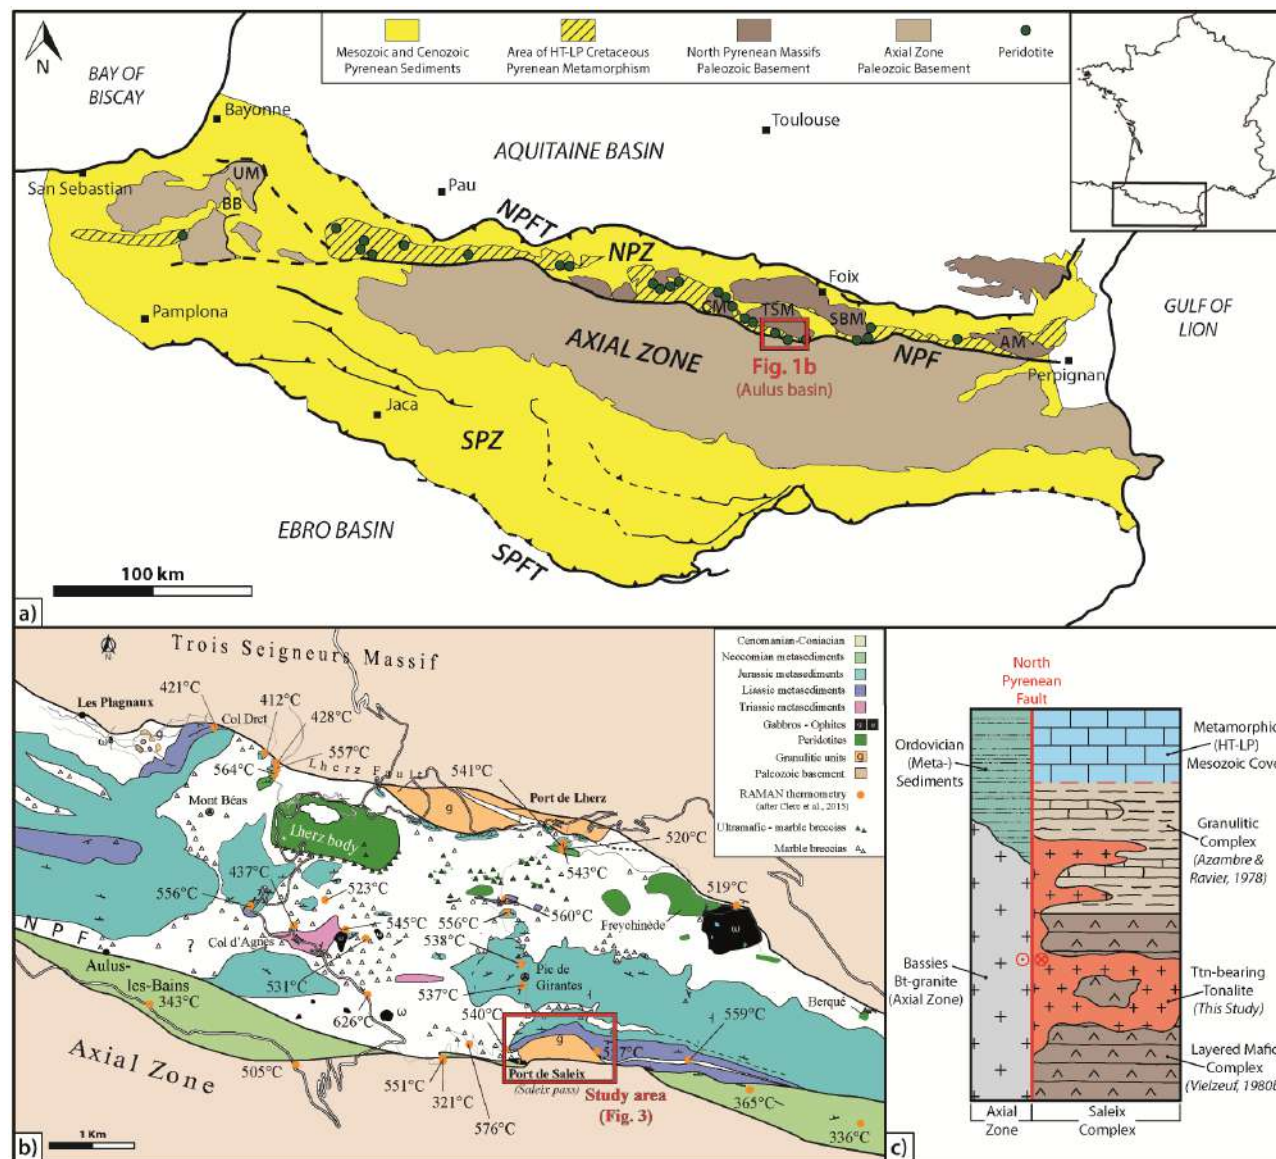 N
BAY OF
BISCAY
Mesozoic and Cenozoic
Pyrenean Sediments
Area of HT-LP Cretaceous
Pyrenean Metamorphism
North Pyrenean Massifs
Paleozoic Basement
Axial Zone
Paleozoic Basement
Peridotite
Bayonne
Toulouse
AQUITAINE BASIN
San Sebastian
UM
BB
Pau
NPFT
NPZ
Foix
CM
TSM
SBM
AM
GULF OF
LION
Pamplona
AXIAL ZONE
NPF
Fig. 1b
(Aulus basin)
Perpignan
Jaca
SPZ
EBRO BASIN
SPFT
100 km
a)
N
Trois Seigneurs Massif
Les Plagnaux
421°C
Col Dret
412°C
428°C
557°C
564°C
Lherz Fault
541°C
ω
g
Mont Béas
Lherz body
g
Port de Lherz
520°C
543°C
437°C
556°C
523°C
545°C
556°C
560°C
519°C
Freychinède
ω
Col d'Agnès
538°C
NPF
?
Aulus-
les-Bains
343°C
531°C
537°C
Pic de
Girantes
Berqué
626°C
ω
540°C
559°C
g
Axial Zone
505°C
551°C
321°C
576°C
Port de Saleix
(Saleix pass)
Study area
(Fig. 3)
365°C
336°C
1 Km
b)
Cenomanian-Coniacian
Neocomian metasediments
Jurassic metasediments
Liassic metasediments
Triassic metasediments
Gabbros - Ophites
Peridotites
Granulitic units
g
Paleozoic basement
RAMAN thermometry
(after Clerc et al., 2015)
Ultramafic - marble breccias
Marble breccias
North
Pyrenean
Fault
Ordovician
(Meta-)
Sediments
Metamorphic
(HT-LP)
Mesozoic Cove
Granulitic
Complex
(Azambre &
Ravier, 1978)
Bassies
Bt-granite
(Axial Zone)
Ttn-bearing
Tonalite
(This Study)
Layered Mafic
Complex
(Vielzeuf, 1980b
Axial
Zone
Saleix
Complex
c)